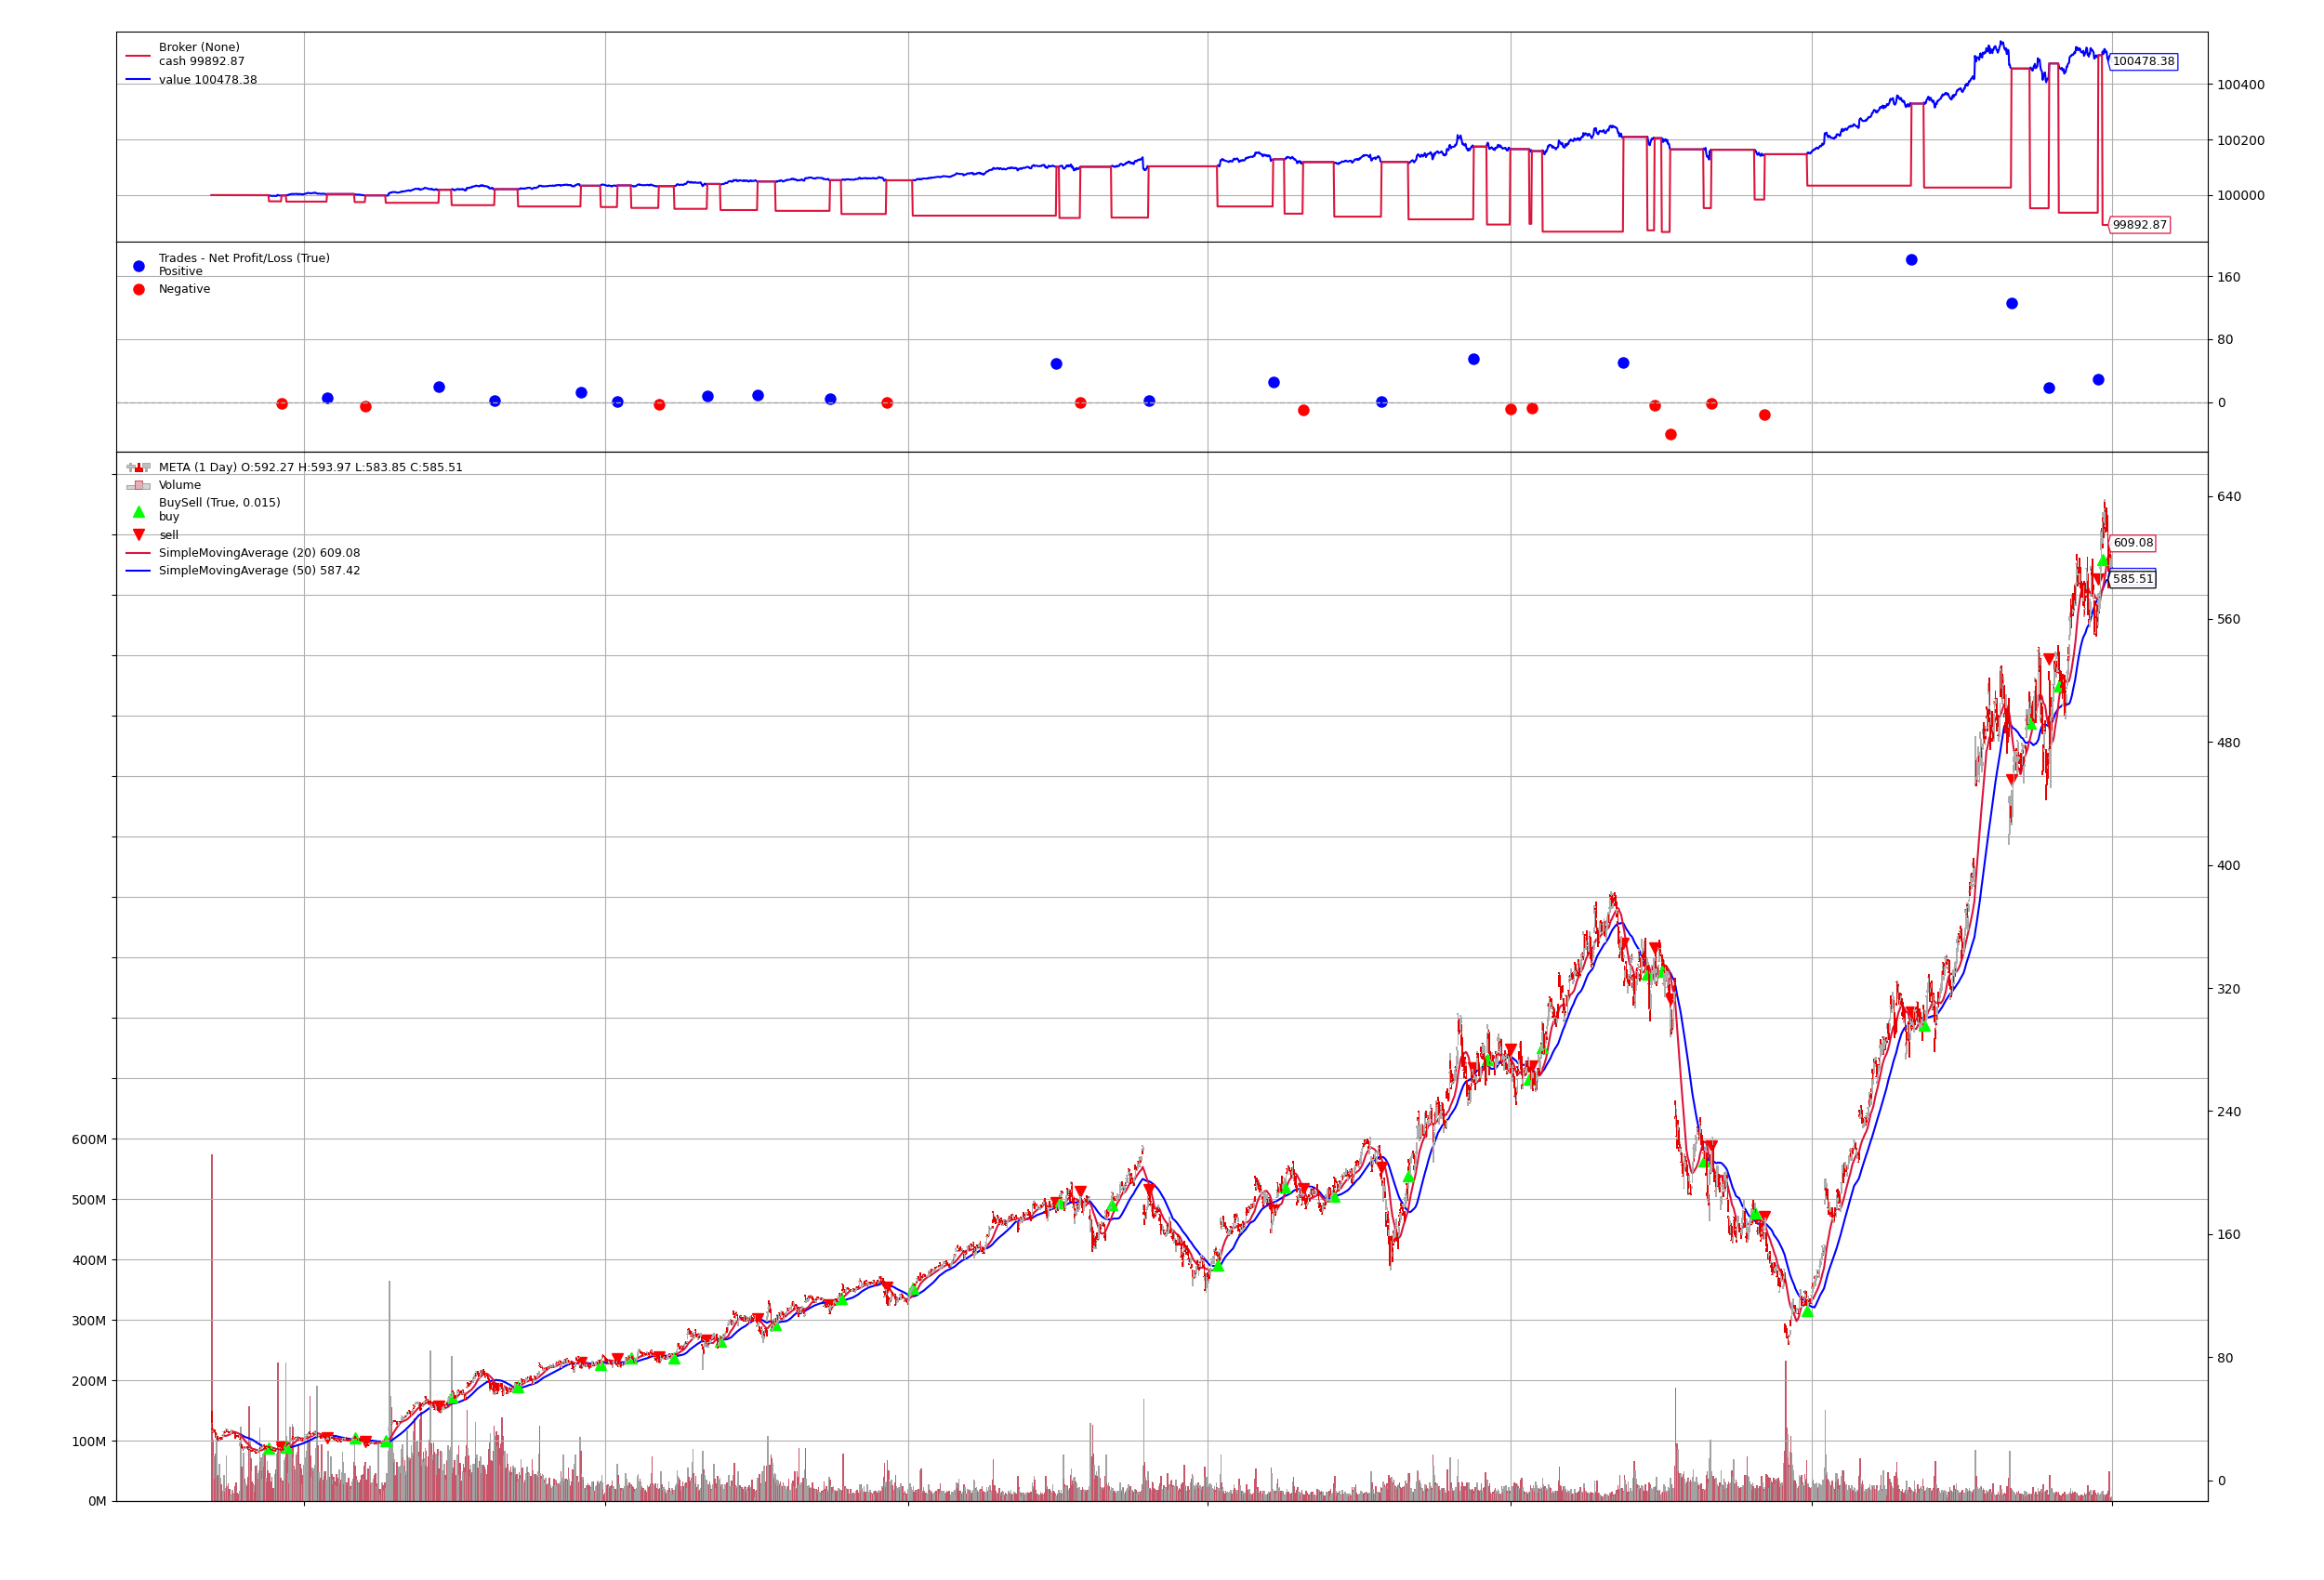 Broker (None)
cash 99892.87
value 100478.38
100478.38
100400
100200
100000
99892.87
Trades - Net Profit/Loss (True)
Positive
Negative
160
80
0
META (1 Day) O:592.27 H:593.97 L:583.85 C:585.51
Volume
BuySell (True, 0.015)
buy
sell
SimpleMovingAverage (20) 609.08
SimpleMovingAverage (50) 587.42
640
609.08
585.51
560
480
400
320
240
600M
500M
160
400M
300M
80
200M
100M
0
0M